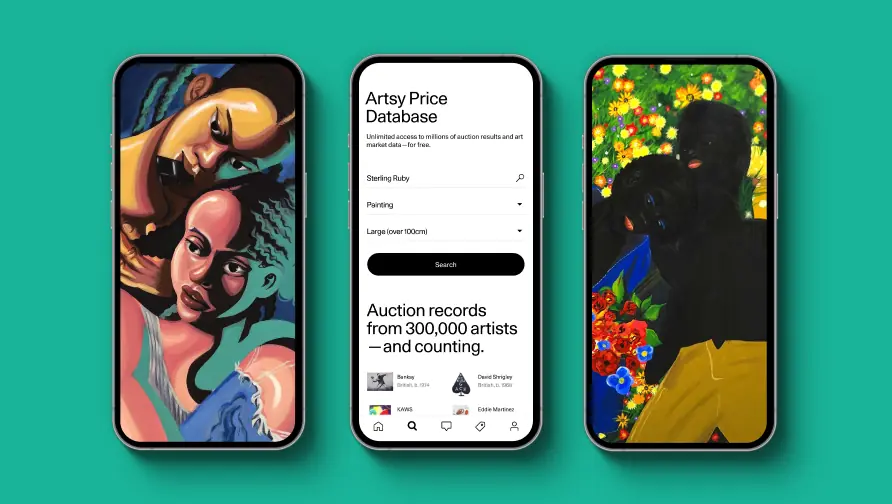 Artsy Price
Database
Unlimited access to millions of auction results and art
market data—for free.
Sterling Ruby
Painting
Large (over 100cm)
Search
Auction records
from 300,000 artists
—and counting.
Banksy
British, b. 1974
David Shrigley
British, b. 1968
KAWS
Eddie Martinez